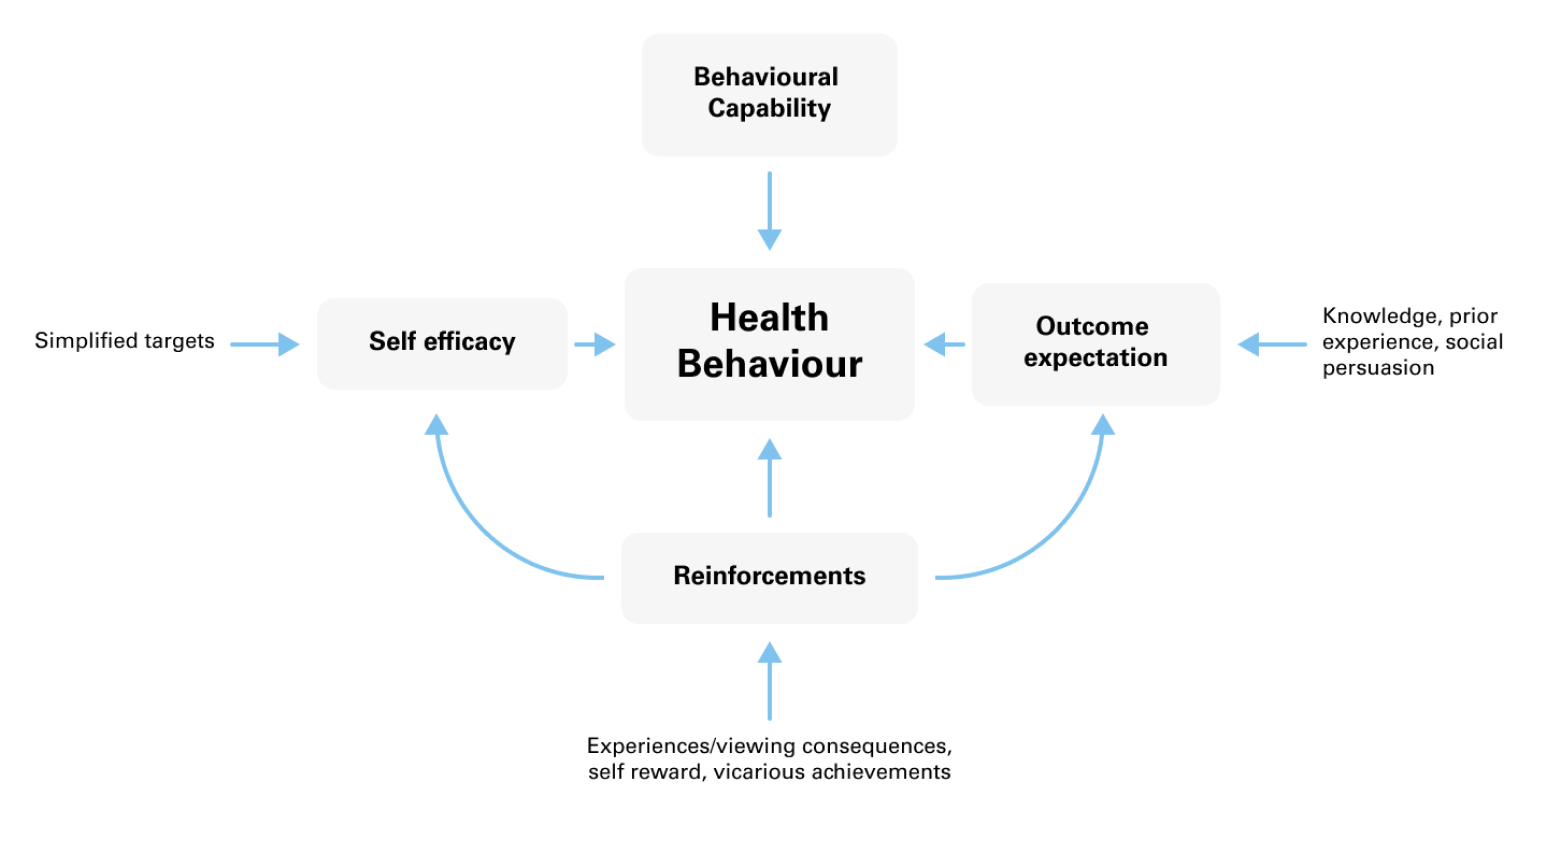 Behavioural
Capability
Simplified targets
Self efficacy
Health
Behaviour
Outcome
expectation
Knowledge, prior
experience, social
persuasion
Reinforcements
Experiences/viewing consequences,
self reward, vicarious achievements